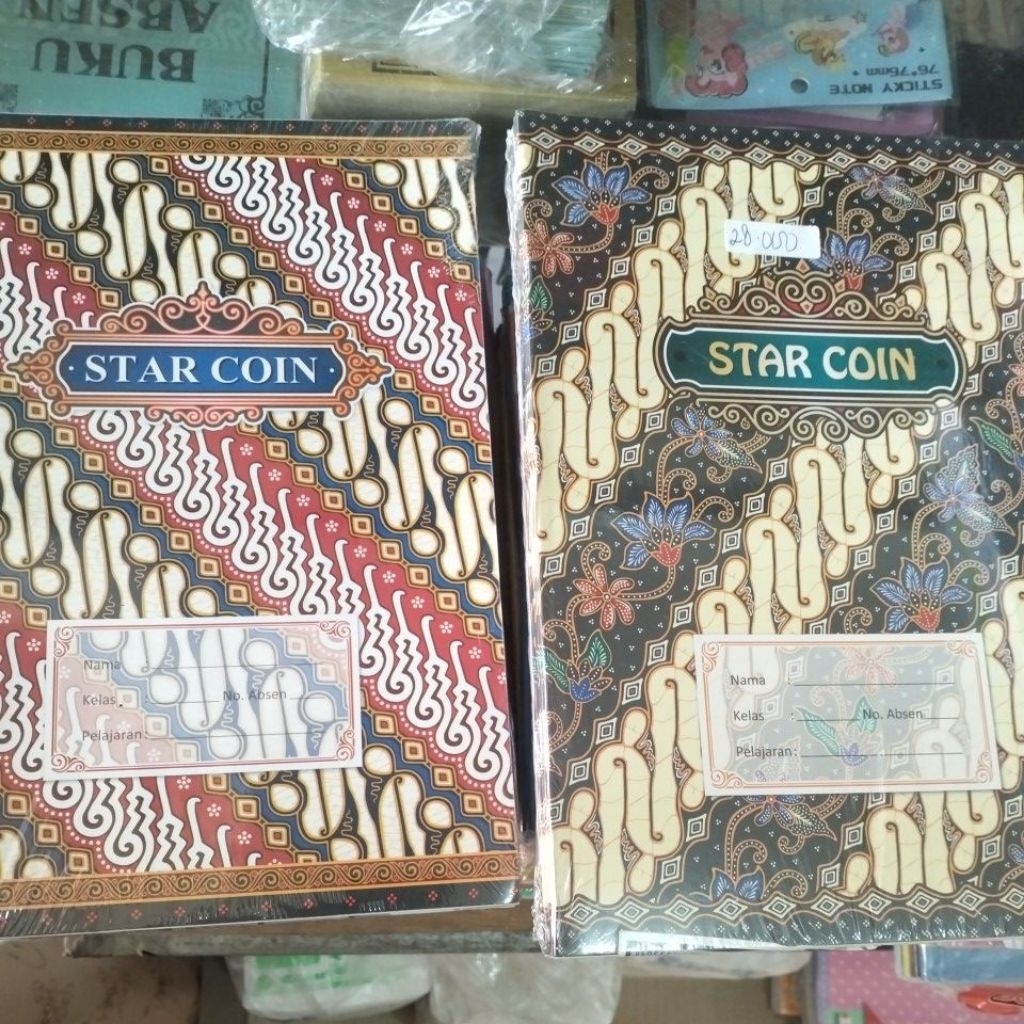 BUKU
ABSEN
STICKY NOTE
76*76mm
STAR COIN
Nama :
Kelas : No. Absen
Pelajaran :
28.000
STAR COIN
Nama :
Kelas : No. Absen
Pelajaran :